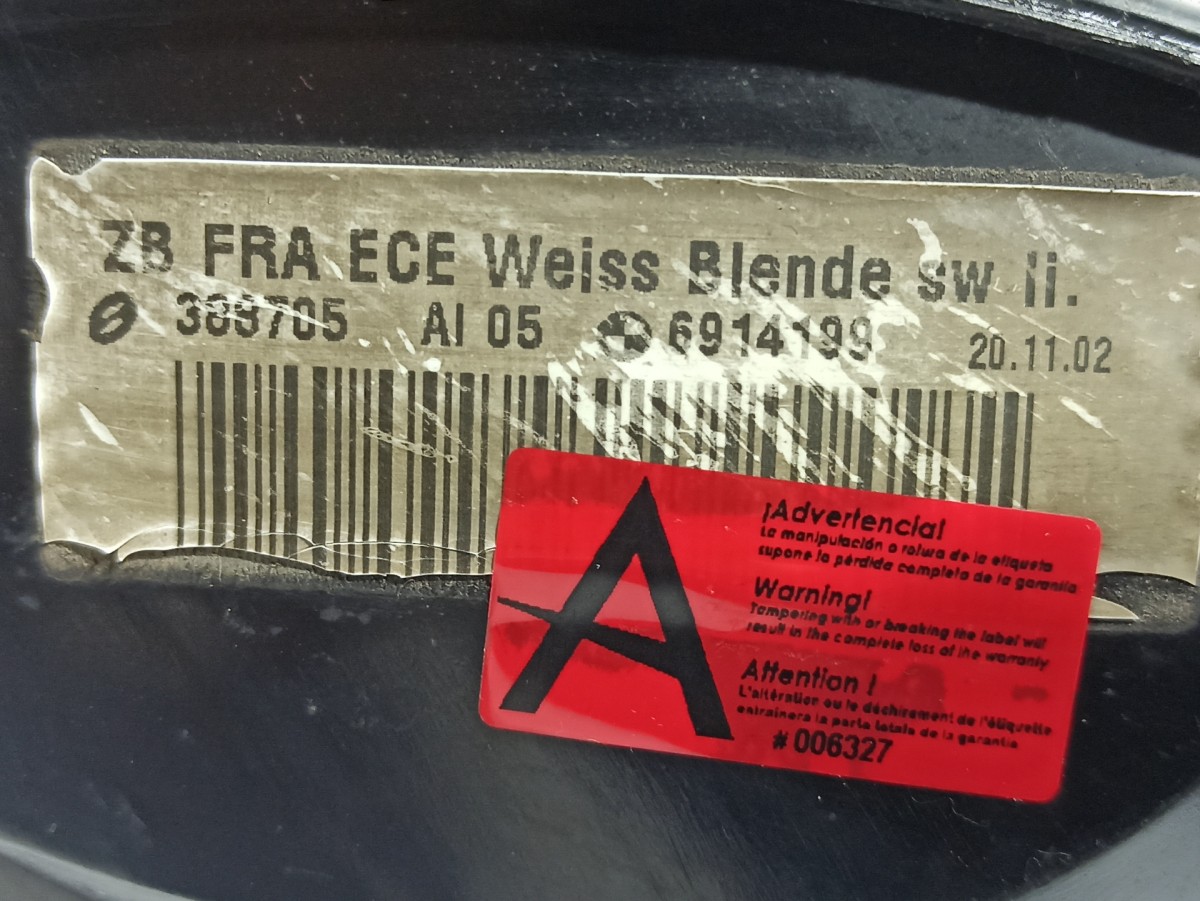 ZB FRA ECE Weiss Blende sw li.
389705 AI 05 6914199 20.11.02
¡Advertencia!
La manipulación o rotura de la etiqueta
supone la pérdida completa de la garantía
Warning!
Tampering with or breaking the label will
result in the complete loss of the warranty
Attention !
L'altération ou le déchirement de l'étiquette
entrainera la perte totale de la garantie
# 006327